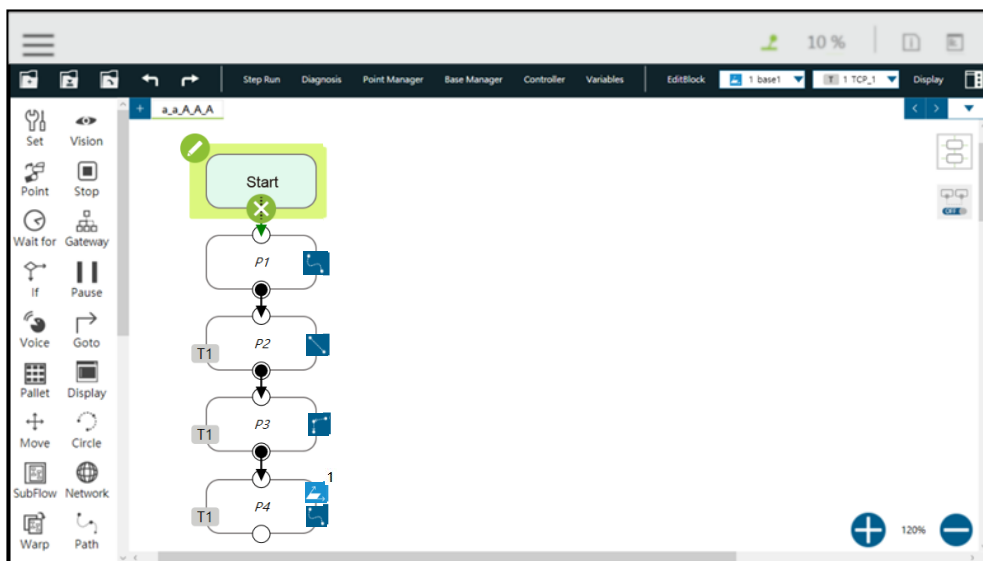 10 %
Step Run Diagnosis Point Manager Base Manager Controller Variables EditBlock 1 base1 T 1 TCP_1 Display
+ a_a_A_A_A
Set Vision
Point Stop
Wait for Gateway
If Pause
Voice Goto
Pallet Display
Move Circle
SubFlow Network
Warp Path
Start
P1
T1 P2
T1 P3
T1 P4 1
OFF
120%